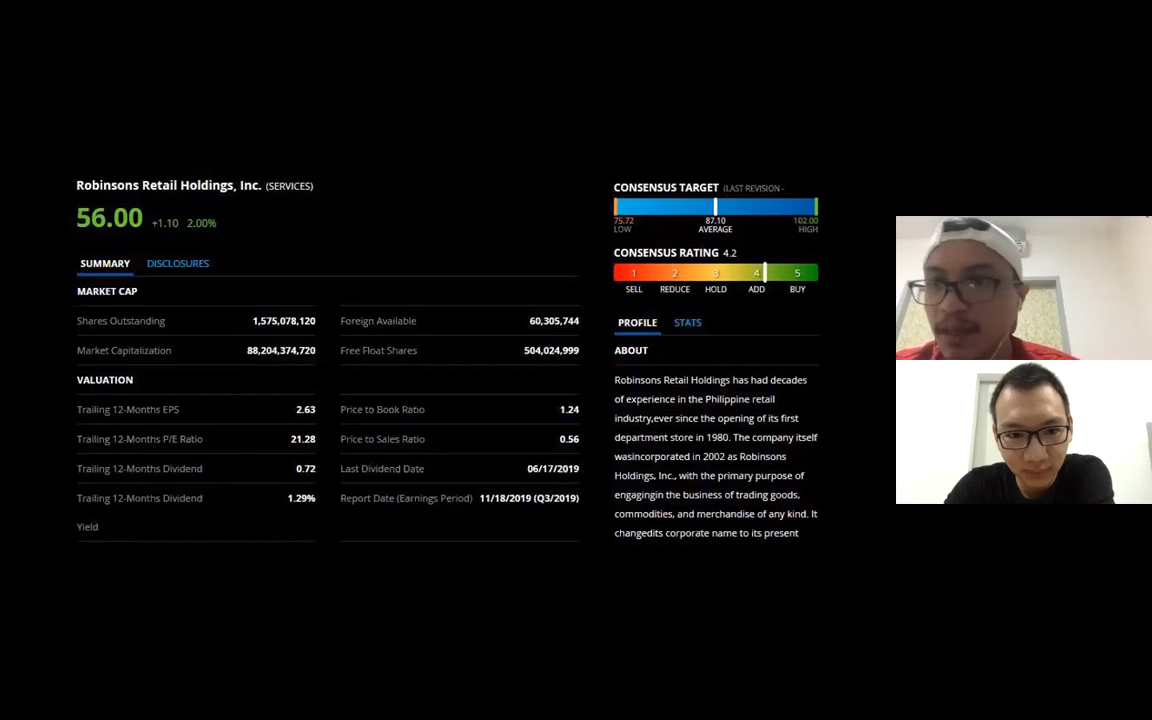 Robinsons Retail Holdings, Inc. (SERVICES)
56.00 +1.10 2.00%
SUMMARY DISCLOSURES
MARKET CAP
Shares Outstanding 1,575,078,120 Foreign Available 60,305,744
Market Capitalization 88,204,374,720 Free Float Shares 504,024,999
VALUATION
Trailing 12-Months EPS 2.63 Price to Book Ratio 1.24
Trailing 12-Months P/E Ratio 21.28 Price to Sales Ratio 0.56
Trailing 12-Months Dividend 0.72 Last Dividend Date 06/17/2019
Trailing 12-Months Dividend 1.29% Report Date (Earnings Period) 11/18/2019 (Q3/2019)
Yield
CONSENSUS TARGET (LAST REVISION -
75.72 87.10 102.00
LOW AVERAGE HIGH
CONSENSUS RATING 4.2
1 2 3 4 5
SELL REDUCE HOLD ADD BUY
PROFILE STATS
ABOUT
Robinsons Retail Holdings has had decades
of experience in the Philippine retail
industry,ever since the opening of its first
department store in 1980. The company itself
wasincorporated in 2002 as Robinsons
Holdings, Inc., with the primary purpose of
engagingin the business of trading goods,
commodities, and merchandise of any kind. It
changedits corporate name to its present